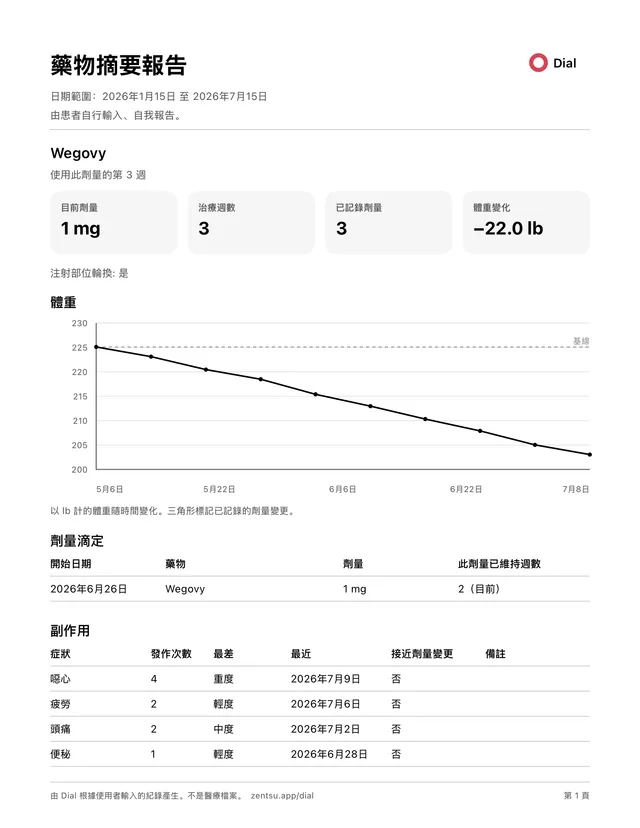 藥物摘要報告
Dial
日期範圍：2026年1月15日 至 2026年7月15日
由患者自行輸入、自我報告。
Wegovy
使用此劑量的第 3 週
目前劑量 治療週數 已記錄劑量 體重變化
1 mg 3 3 −22.0 lb
注射部位輪換: 是
體重
230
基線
225
220
215
210
205
200
5月6日 5月22日 6月6日 6月22日 7月8日
以 lb 計的體重隨時間變化。三角形標記已記錄的劑量變更。
劑量滴定
開始日期 藥物 劑量 此劑量已維持週數
2026年6月26日 Wegovy 1 mg 2（目前）
副作用
症狀 發作次數 最差 最近 接近劑量變更 備註
噁心 4 重度 2026年7月9日 否
疲勞 2 輕度 2026年7月6日 否
頭痛 2 中度 2026年7月2日 否
便秘 1 輕度 2026年6月28日 否
由 Dial 根據使用者輸入的紀錄產生。不是醫療檔案。 zentsu.app/dial
第 1 頁